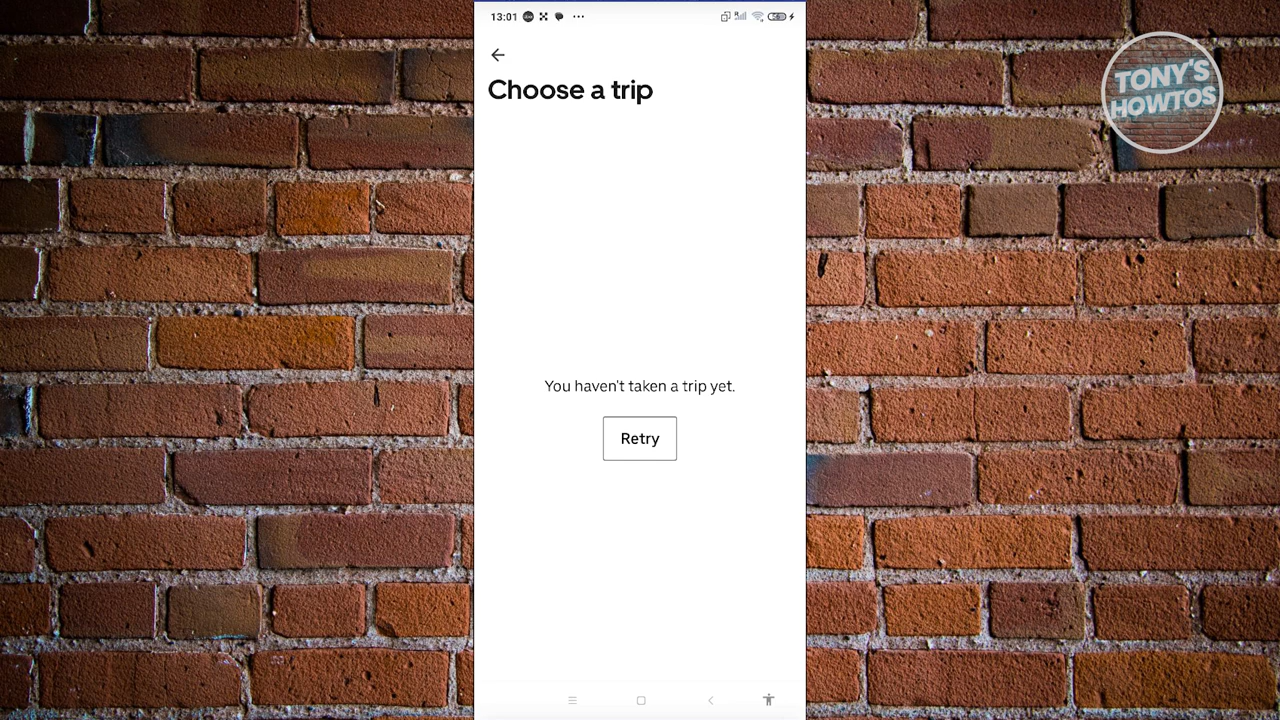 13:01
Choose a trip
You haven't taken a trip yet.
Retry
TONY'S
HOWTOS